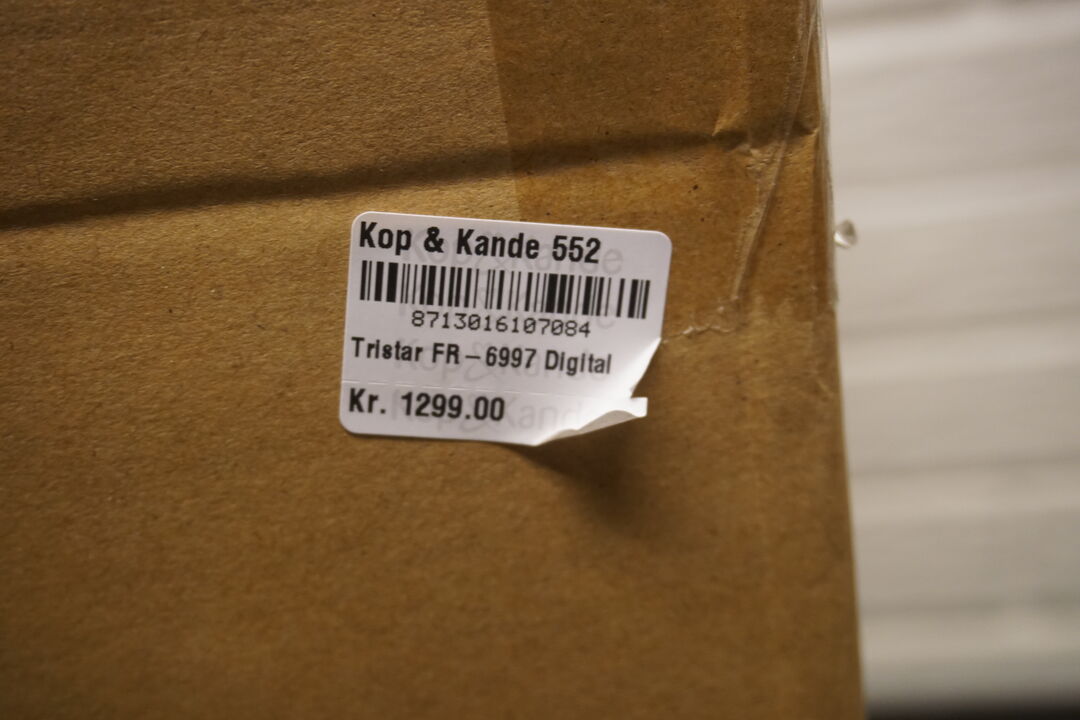 Kop & Kande 552
8713016107084
Tristar FR-6997 Digital
Kr. 1299.00